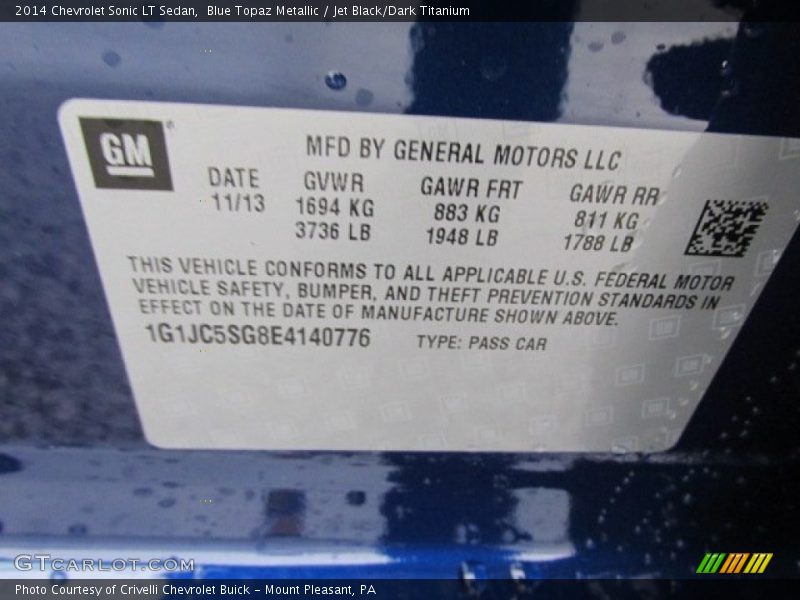 2014 Chevrolet Sonic LT Sedan, Blue Topaz Metallic / Jet Black/Dark Titanium
GM®
MFD BY GENERAL MOTORS LLC
DATE GVWR GAWR FRT GAWR RR
11/13 1694 KG 883 KG 811 KG
3736 LB 1948 LB 1788 LB
THIS VEHICLE CONFORMS TO ALL APPLICABLE U.S. FEDERAL MOTOR
VEHICLE SAFETY, BUMPER, AND THEFT PREVENTION STANDARDS IN
EFFECT ON THE DATE OF MANUFACTURE SHOWN ABOVE.
1G1JC5SG8E4140776 TYPE: PASS CAR
GTCARLOT.COM
Photo Courtesy of Crivelli Chevrolet Buick - Mount Pleasant, PA